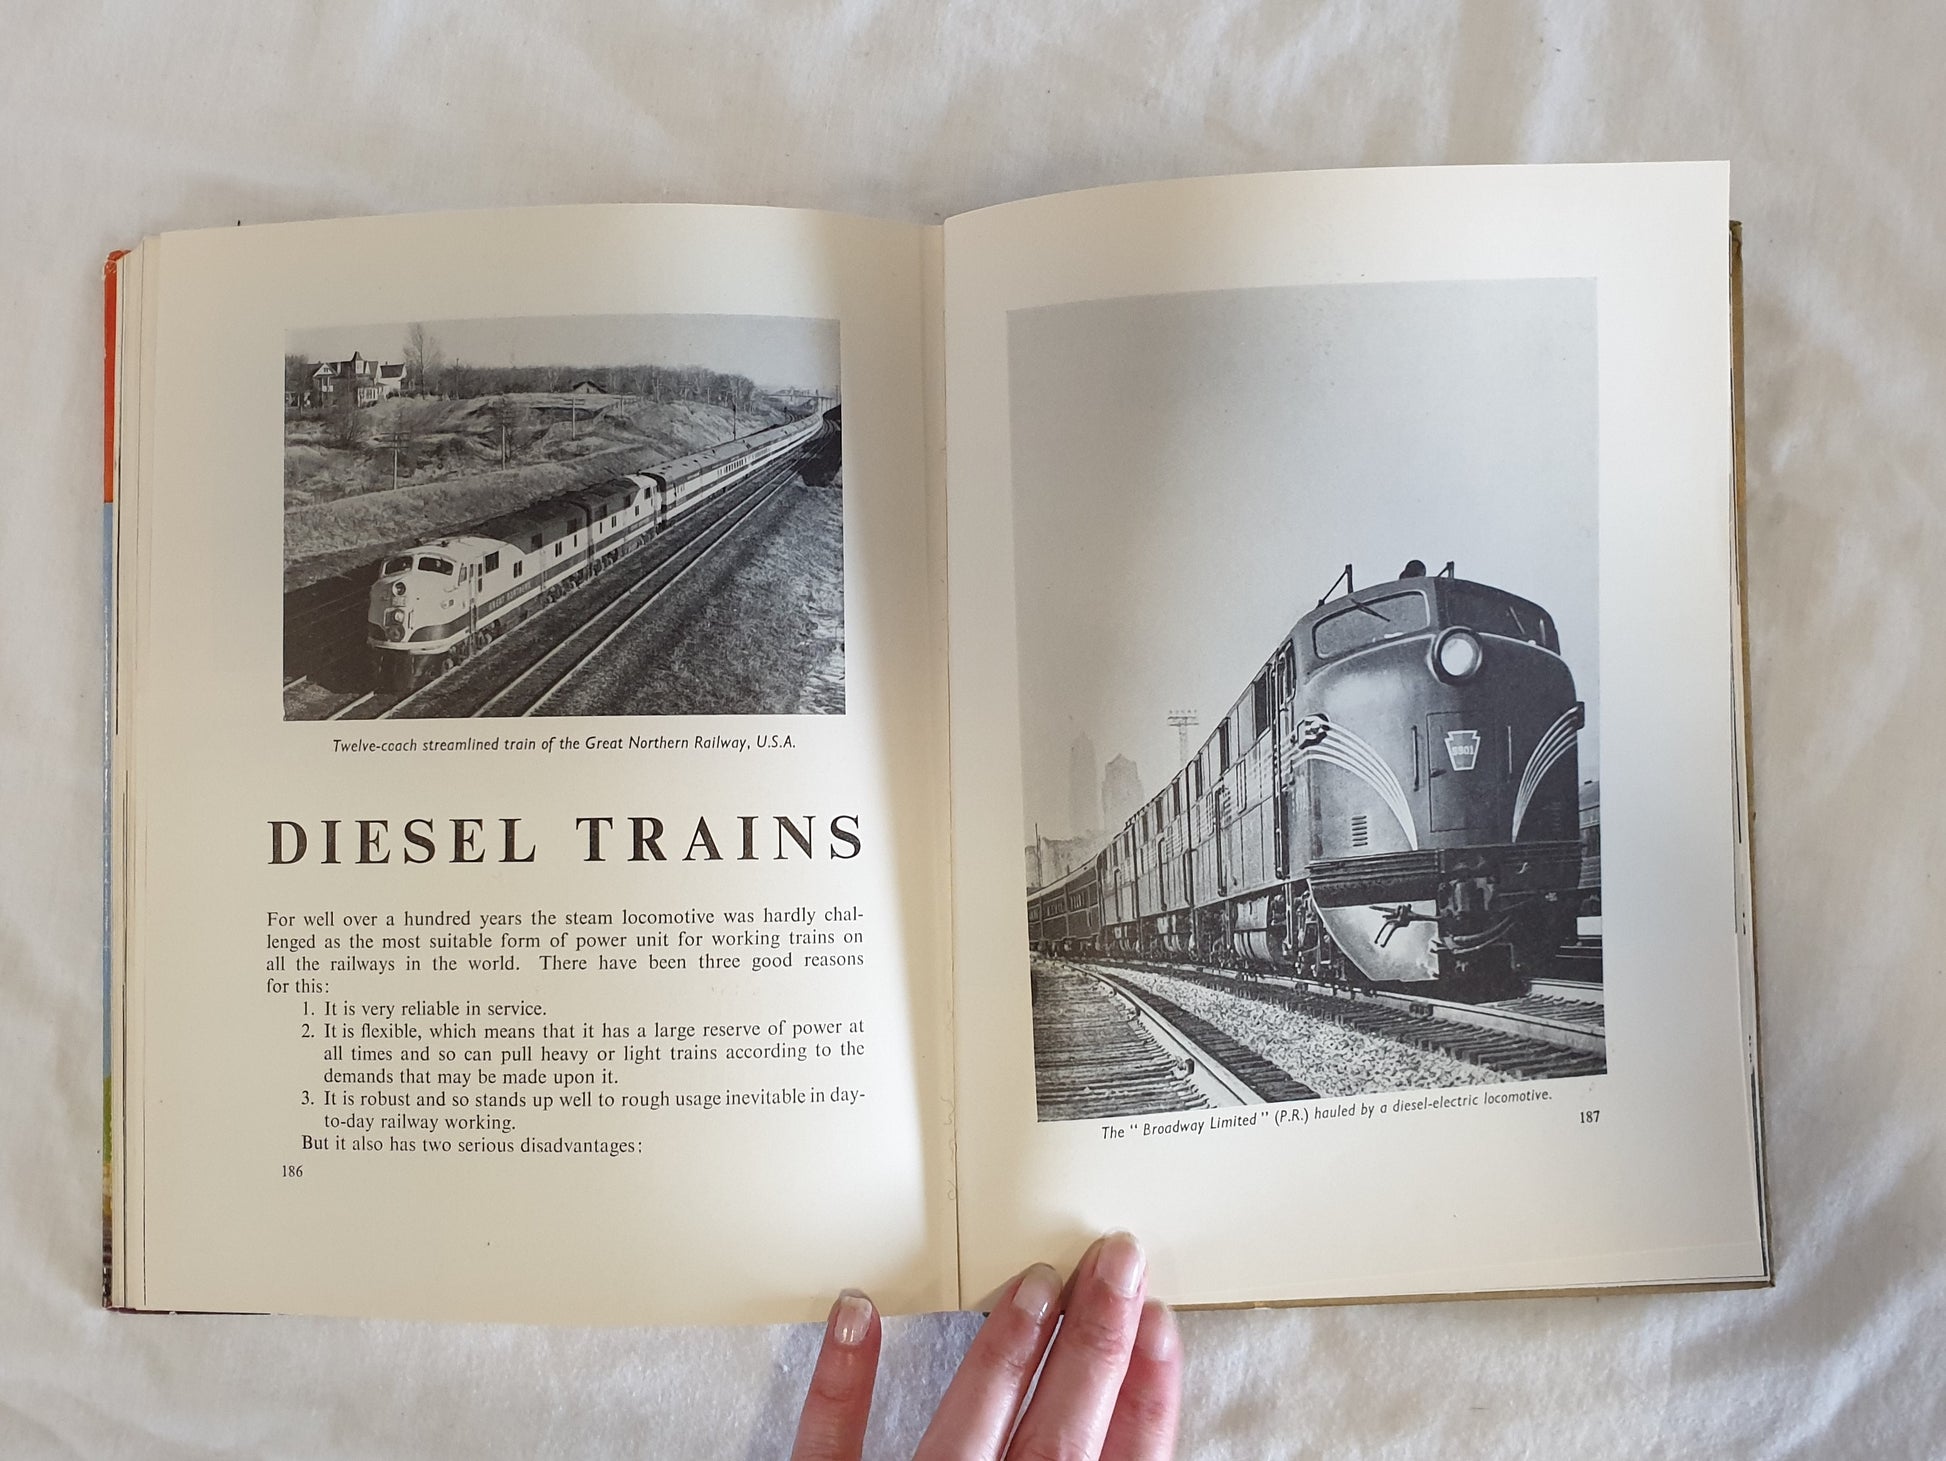 GREAT NORTHERN
Twelve-coach streamlined train of the Great Northern Railway, U.S.A.
DIESEL TRAINS
For well over a hundred years the steam locomotive was hardly chal-
lenged as the most suitable form of power unit for working trains on
all the railways in the world. There have been three good reasons
for this:
1. It is very reliable in service.
2. It is flexible, which means that it has a large reserve of power at
all times and so can pull heavy or light trains according to the
demands that may be made upon it.
3. It is robust and so stands up well to rough usage inevitable in day-
to-day railway working.
But it also has two serious disadvantages:
186
5901
The " Broadway Limited " (P.R.) hauled by a diesel-electric locomotive.
187